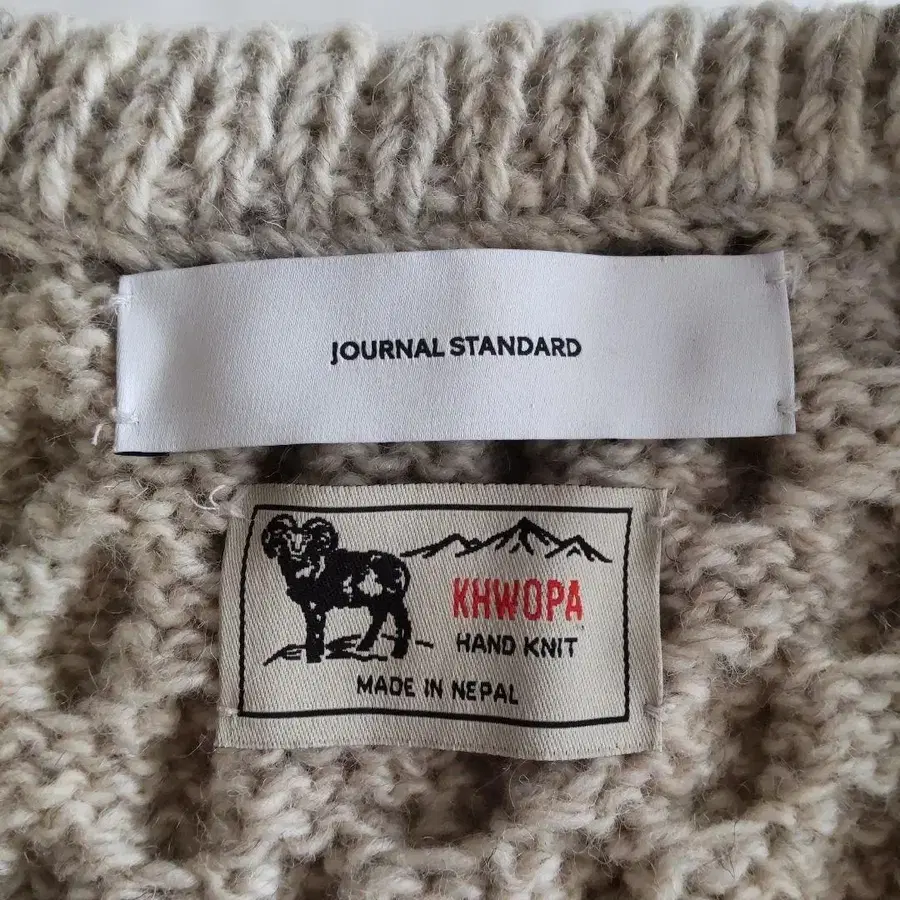 JOURNAL STANDARD
KHWOPA
HAND KNIT
MADE IN NEPAL